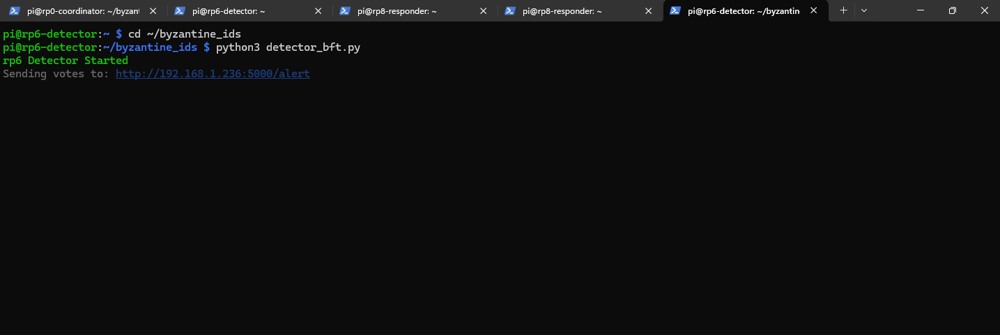 pi@rp0-coordinator: ~/byzant
pi@rp6-detector: ~
pi@rp8-responder: ~
pi@rp8-responder: ~
pi@rp6-detector: ~/byzantin
pi@rp6-detector:~ $ cd ~/byzantine_ids
pi@rp6-detector:~/byzantine_ids $ python3 detector_bft.py
rp6 Detector Started
Sending votes to: http://192.168.1.236:5000/alert